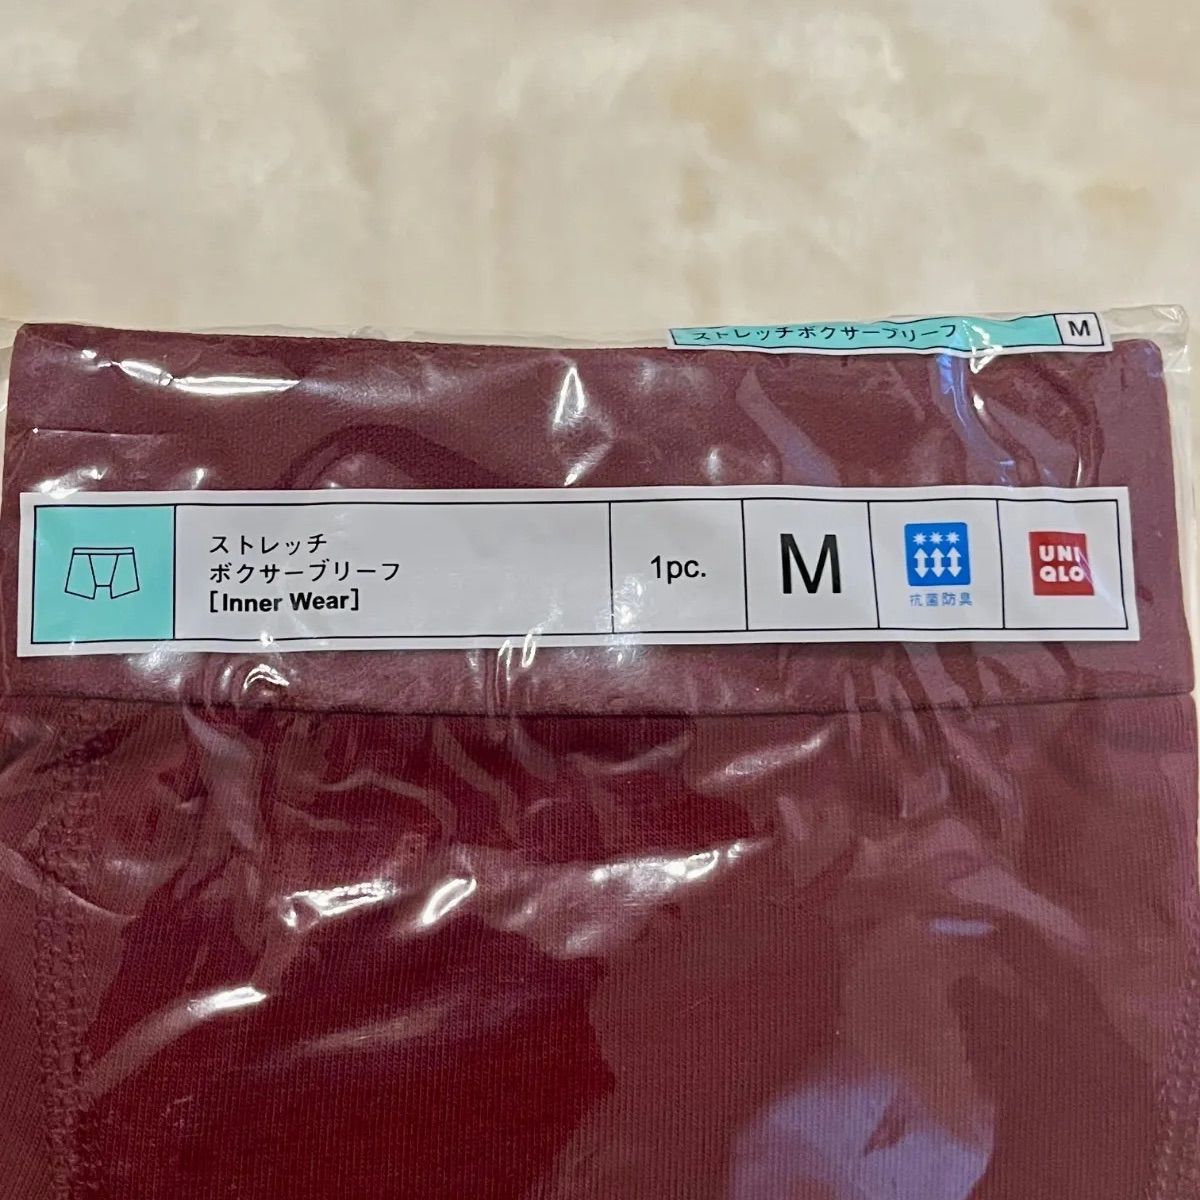 ストレッチボクサーブリーフ M
ストレッチ
ボクサーブリーフ
[Inner Wear]
1pc.
M
抗菌防臭
UNI
QLO